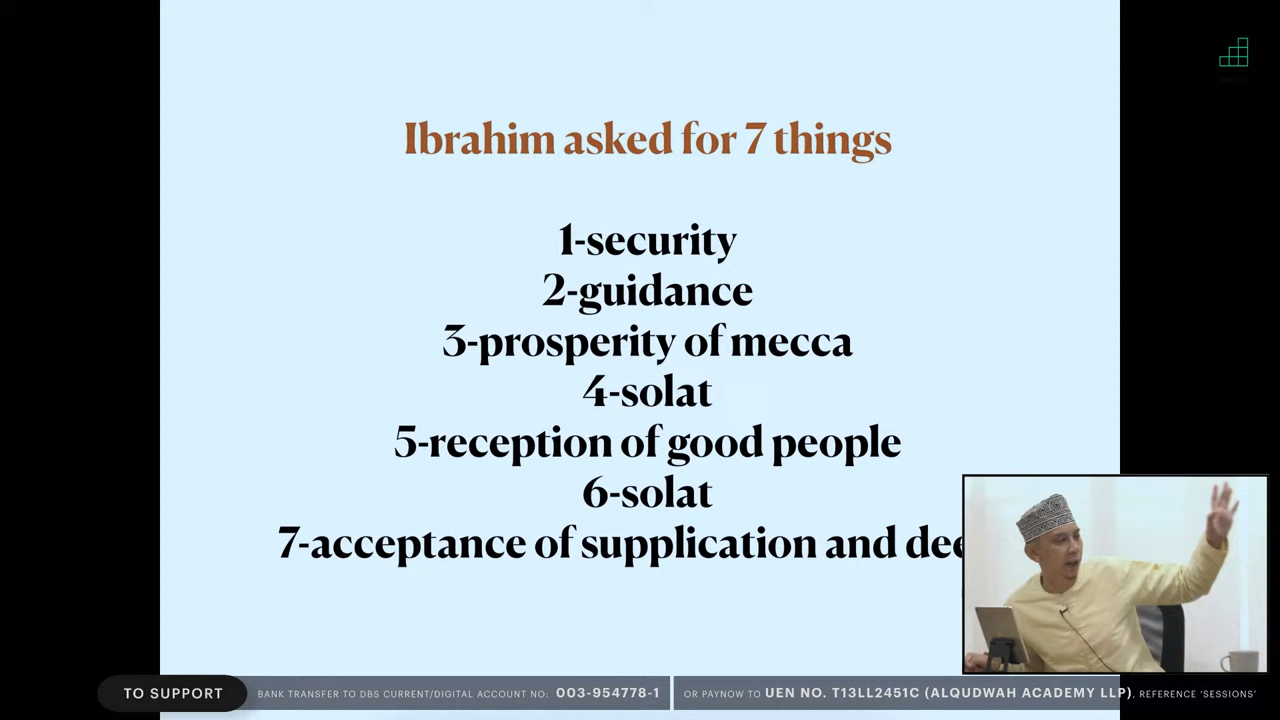 Ibrahim asked for 7 things
1-security
2-guidance
3-prosperity of mecca
4-solat
5-reception of good people
6-solat
7-acceptance of supplication and
TO SUPPORT
BANK TRANSFER TO DBS CURRENT/DIGITAL ACCOUNT NO: 003-954778-1
OR PAYNOW TO UEN NO. T13LL2451C (ALQUDWAH ACADEMY LLP), REFERENCE ‘SESSIONS’